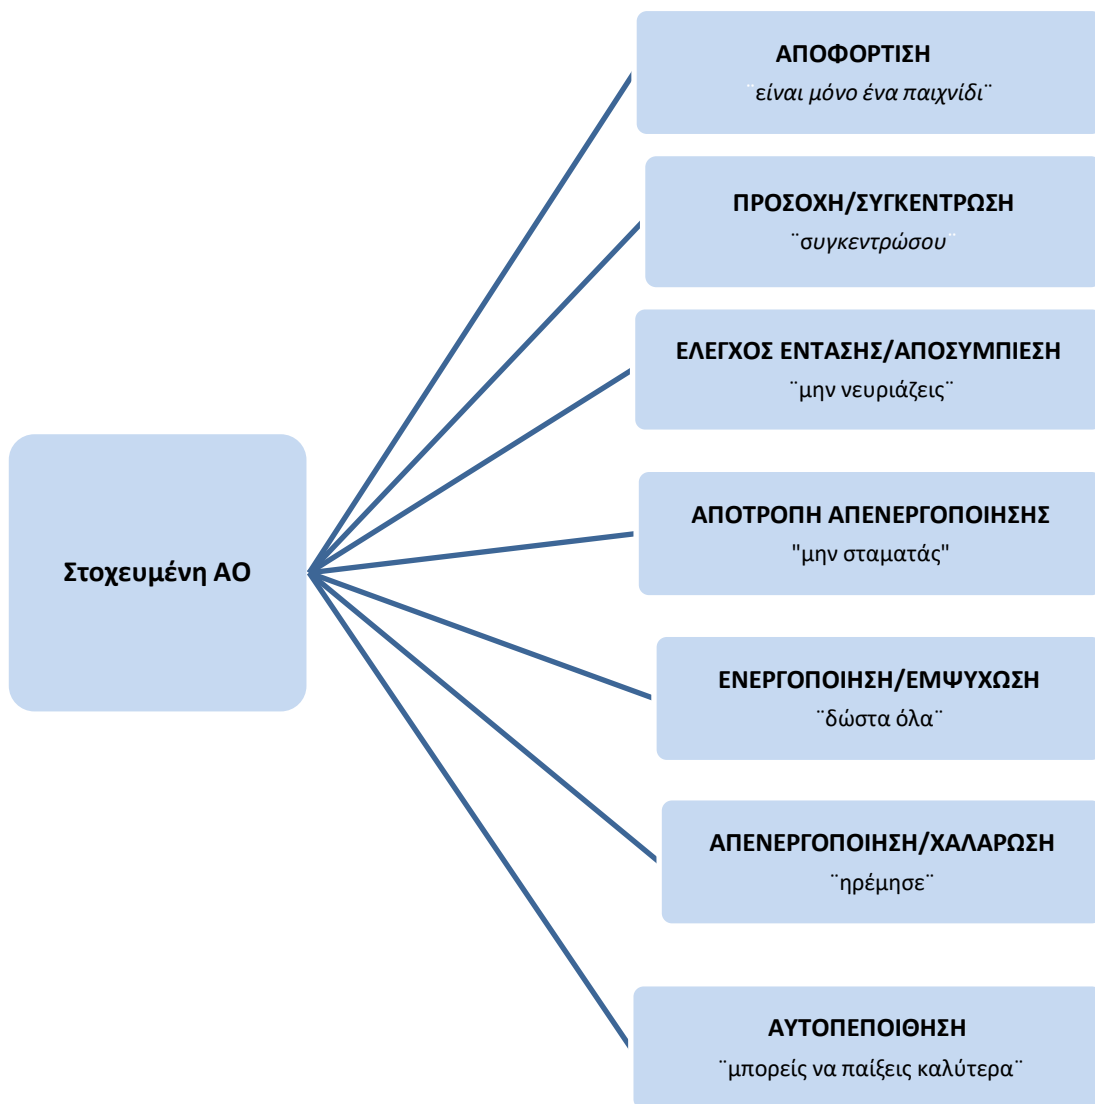 ΑΠΟΦΟΡΤΙΣΗ
¨είναι μόνο ένα παιχνίδι¨
ΠΡΟΣΟΧΗ/ΣΥΓΚΕΝΤΡΩΣΗ
¨συγκεντρώσου¨
ΕΛΕΓΧΟΣ ΕΝΤΑΣΗΣ/ΑΠΟΣΥΜΠΙΕΣΗ
¨μην νευριάζεις¨
Στοχευμένη ΑΟ
ΑΠΟΤΡΟΠΗ ΑΠΕΝΕΡΓΟΠΟΙΗΣΗΣ
"μην σταματάς"
ΕΝΕΡΓΟΠΟΙΗΣΗ/ΕΜΨΥΧΩΣΗ
¨δώστα όλα¨
ΑΠΕΝΕΡΓΟΠΟΙΗΣΗ/ΧΑΛΑΡΩΣΗ
¨ηρέμησε¨
ΑΥΤΟΠΕΠΟΙΘΗΣΗ
¨μπορείς να παίξεις καλύτερα¨